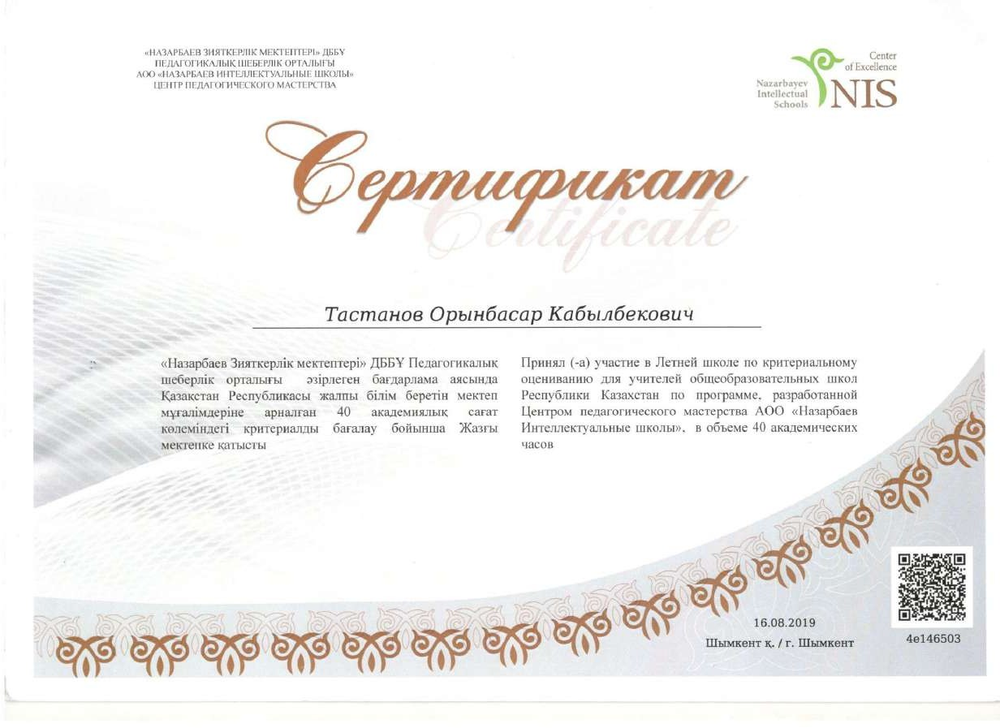 «НАЗАРБАЕВ ЗИЯТКЕРЛІК МЕКТЕПТЕРІ» ДББҰ
ПЕДАГОГИКАЛЫҚ ШЕБЕРЛІК ОРТАЛЫҒЫ
АОО «НАЗАРБАЕВ ИНТЕЛЛЕКТУАЛЬНЫЕ ШКОЛЫ»
ЦЕНТР ПЕДАГОГИЧЕСКОГО МАСТЕРСТВА
Center
of Excellence
Nazarbayev
Intellectual
Schools
NIS
Сертификат
Certificate
Тастанов Орынбасар Кабылбекович
«Назарбаев Зияткерлік мектептері» ДББҰ Педагогикалық
шеберлік орталығы әзірлеген бағдарлама аясында
Қазақстан Республикасы жалпы білім беретін мектеп
мұғалімдеріне арналған 40 академиялық сағат
көлеміндегі критериалды бағалау бойынша Жазғы
мектепке қатысты
Принял (-а) участие в Летней школе по критериальному
оцениванию для учителей общеобразовательных школ
Республики Казахстан по программе, разработанной
Центром педагогического мастерства АОО «Назарбаев
Интеллектуальные школы», в объеме 40 академических
часов
16.08.2019
Шымкент қ. / г. Шымкент
4e146503